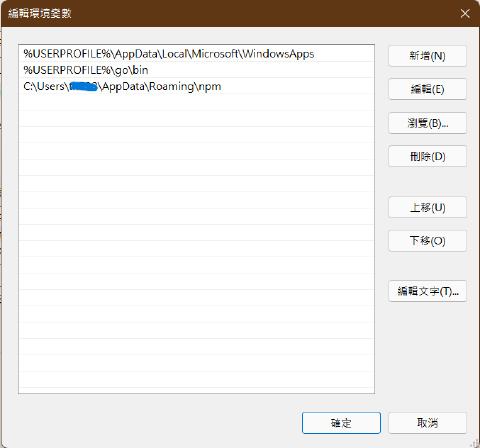 編輯環境變數
%USERPROFILE%\AppData\Local\Microsoft\WindowsApps
%USERPROFILE%\go\bin
C:\Users\ \AppData\Roaming\npm
新增(N)
編輯(E)
瀏覽(B)...
刪除(D)
上移(U)
下移(O)
編輯文字(T)...
確定
取消